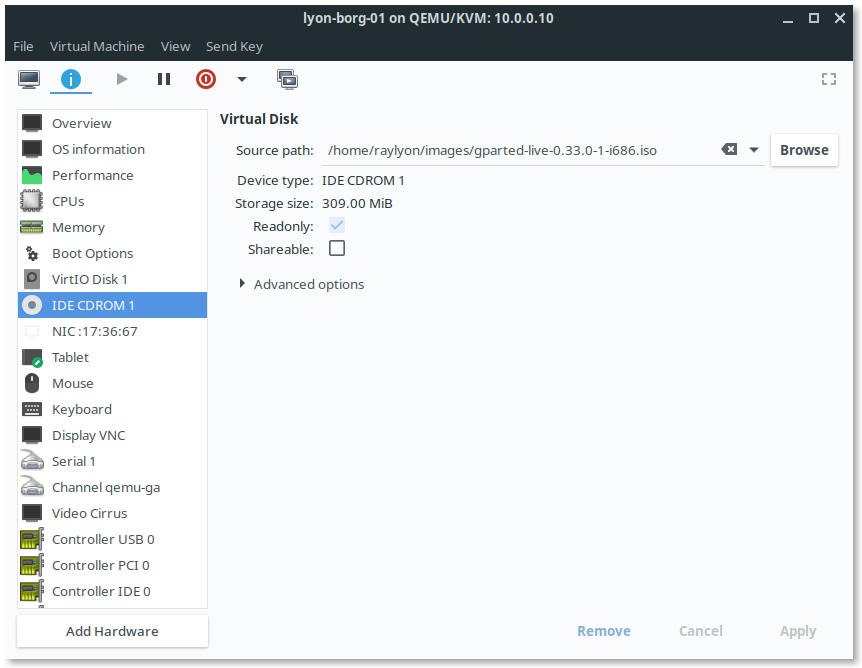 lyon-borg-01 on QEMU/KVM: 10.0.0.10
File Virtual Machine View Send Key
Overview
OS information
Performance
CPUs
Memory
Boot Options
VirtIO Disk 1
IDE CDROM 1
NIC :17:36:67
Tablet
Mouse
Keyboard
Display VNC
Serial 1
Channel qemu-ga
Video Cirrus
Controller USB 0
Controller PCI 0
Controller IDE 0
Add Hardware
Virtual Disk
Source path: /home/raylyon/images/gparted-live-0.33.0-1-i686.iso Browse
Device type: IDE CDROM 1
Storage size: 309.00 MiB
Readonly:
Shareable:
Advanced options
Remove Cancel Apply